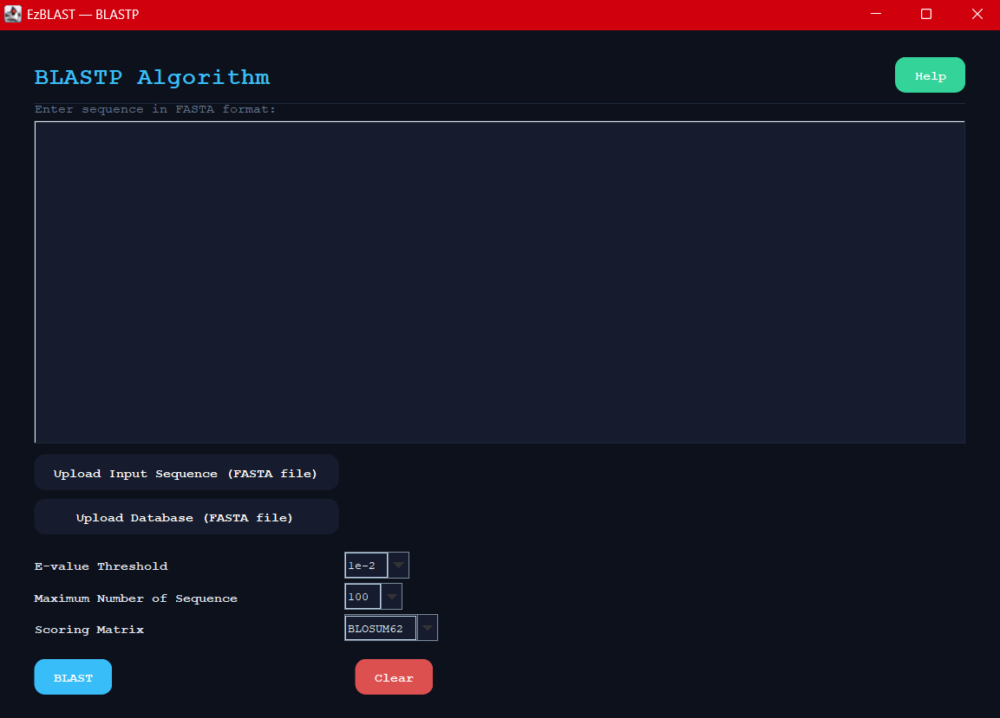 EzBLAST — BLASTP
BLASTP Algorithm
Help
Enter sequence in FASTA format:
Upload Input Sequence (FASTA file)
Upload Database (FASTA file)
E-value Threshold
1e-2
Maximum Number of Sequence
100
Scoring Matrix
BLOSUM62
BLAST
Clear